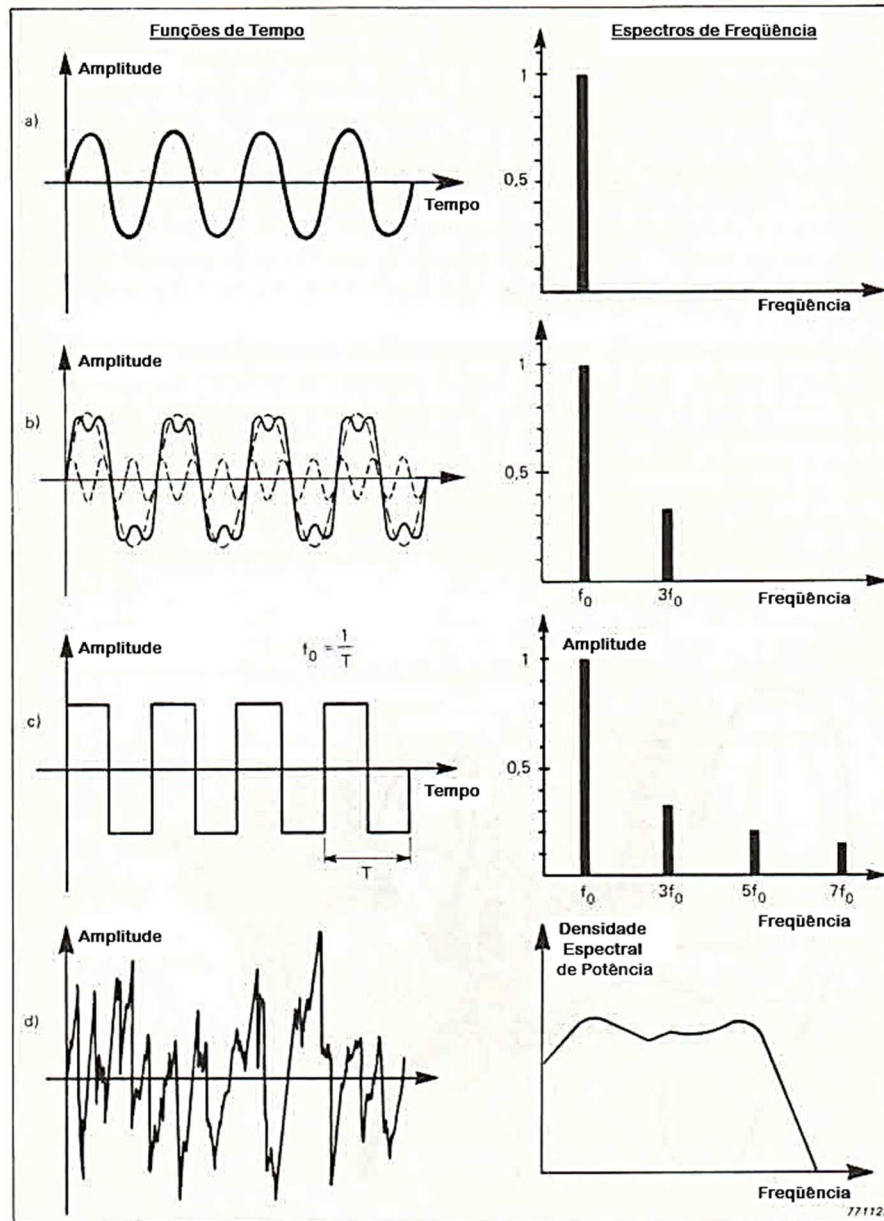 Funções de Tempo
Espectros de Freqüência
a)
Amplitude
Tempo
1
0,5
Freqüência
b)
Amplitude
1
0,5
f₀
3f₀
Freqüência
c)
Amplitude
f₀ = 1/T
Tempo
T
Amplitude
1
0,5
f₀
3f₀
5f₀
7f₀
Freqüência
d)
Amplitude
Densidade
Espectral
de Potência
Freqüência